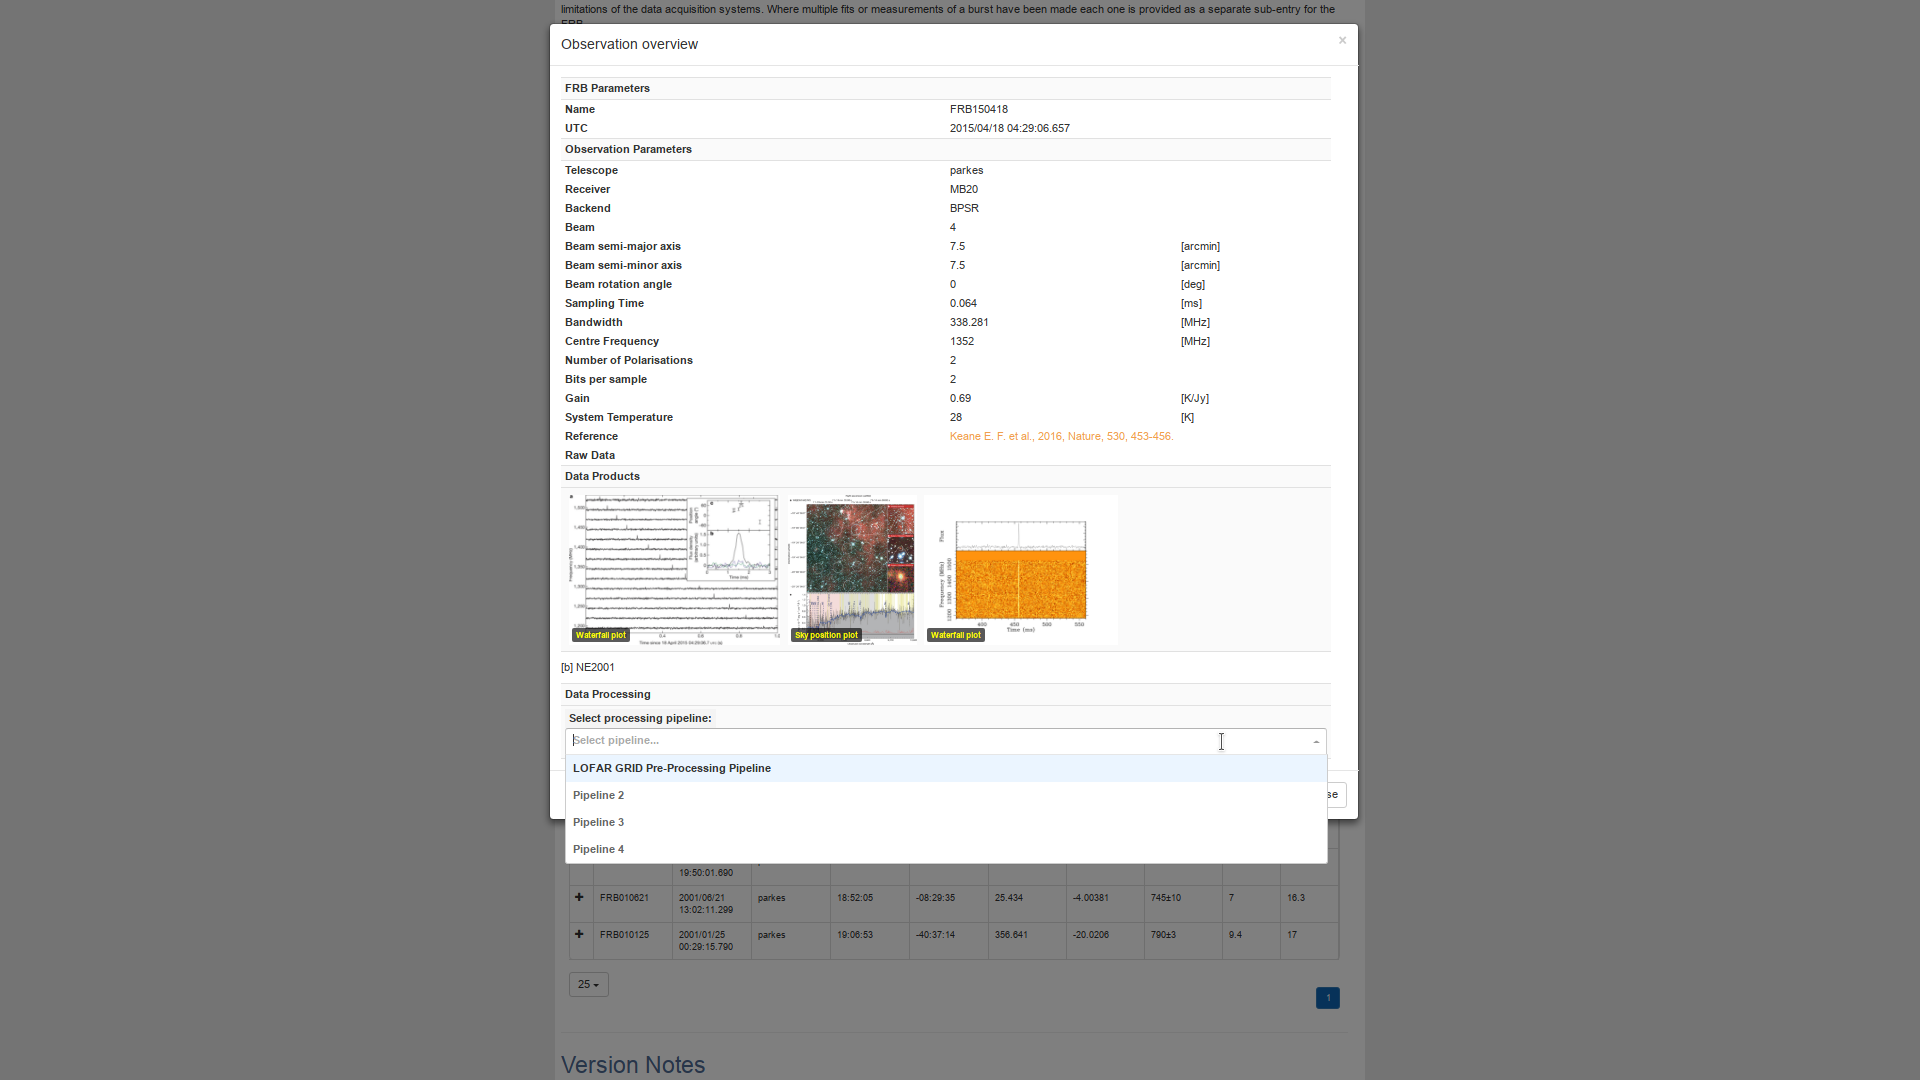 limitations of the data acquisition systems. Where multiple fits or measurements of a burst have been made each one is provided as a separate sub-entry for the
FRB.
Observation overview ×
FRB Parameters
Name FRB150418
UTC 2015/04/18 04:29:06.657
Observation Parameters
Telescope parkes
Receiver MB20
Backend BPSR
Beam 4
Beam semi-major axis 7.5 [arcmin]
Beam semi-minor axis 7.5 [arcmin]
Beam rotation angle 0 [deg]
Sampling Time 0.064 [ms]
Bandwidth 338.281 [MHz]
Centre Frequency 1352 [MHz]
Number of Polarisations 2
Bits per sample 2
Gain 0.69 [K/Jy]
System Temperature 28 [K]
Reference Keane E. F. et al., 2016, Nature, 530, 453-456.
Raw Data
Data Products
Waterfall plot
Sky position plot
Flux
Frequency (MHz)
400 450 500 550
Time (ms)
Waterfall plot
[b] NE2001
Data Processing
Select processing pipeline:
Select pipeline...
LOFAR GRID Pre-Processing Pipeline
Pipeline 2
Pipeline 3
Pipeline 4
se
19:50:01.690
FRB010621 2001/06/21 parkes 18:52:05 -08:29:35 25.434 -4.00381 745±10 7 16.3
13:02:11.299
FRB010125 2001/01/25 parkes 19:06:53 -40:37:14 356.641 -20.0206 790±3 9.4 17
00:29:15.790
25
1
Version Notes